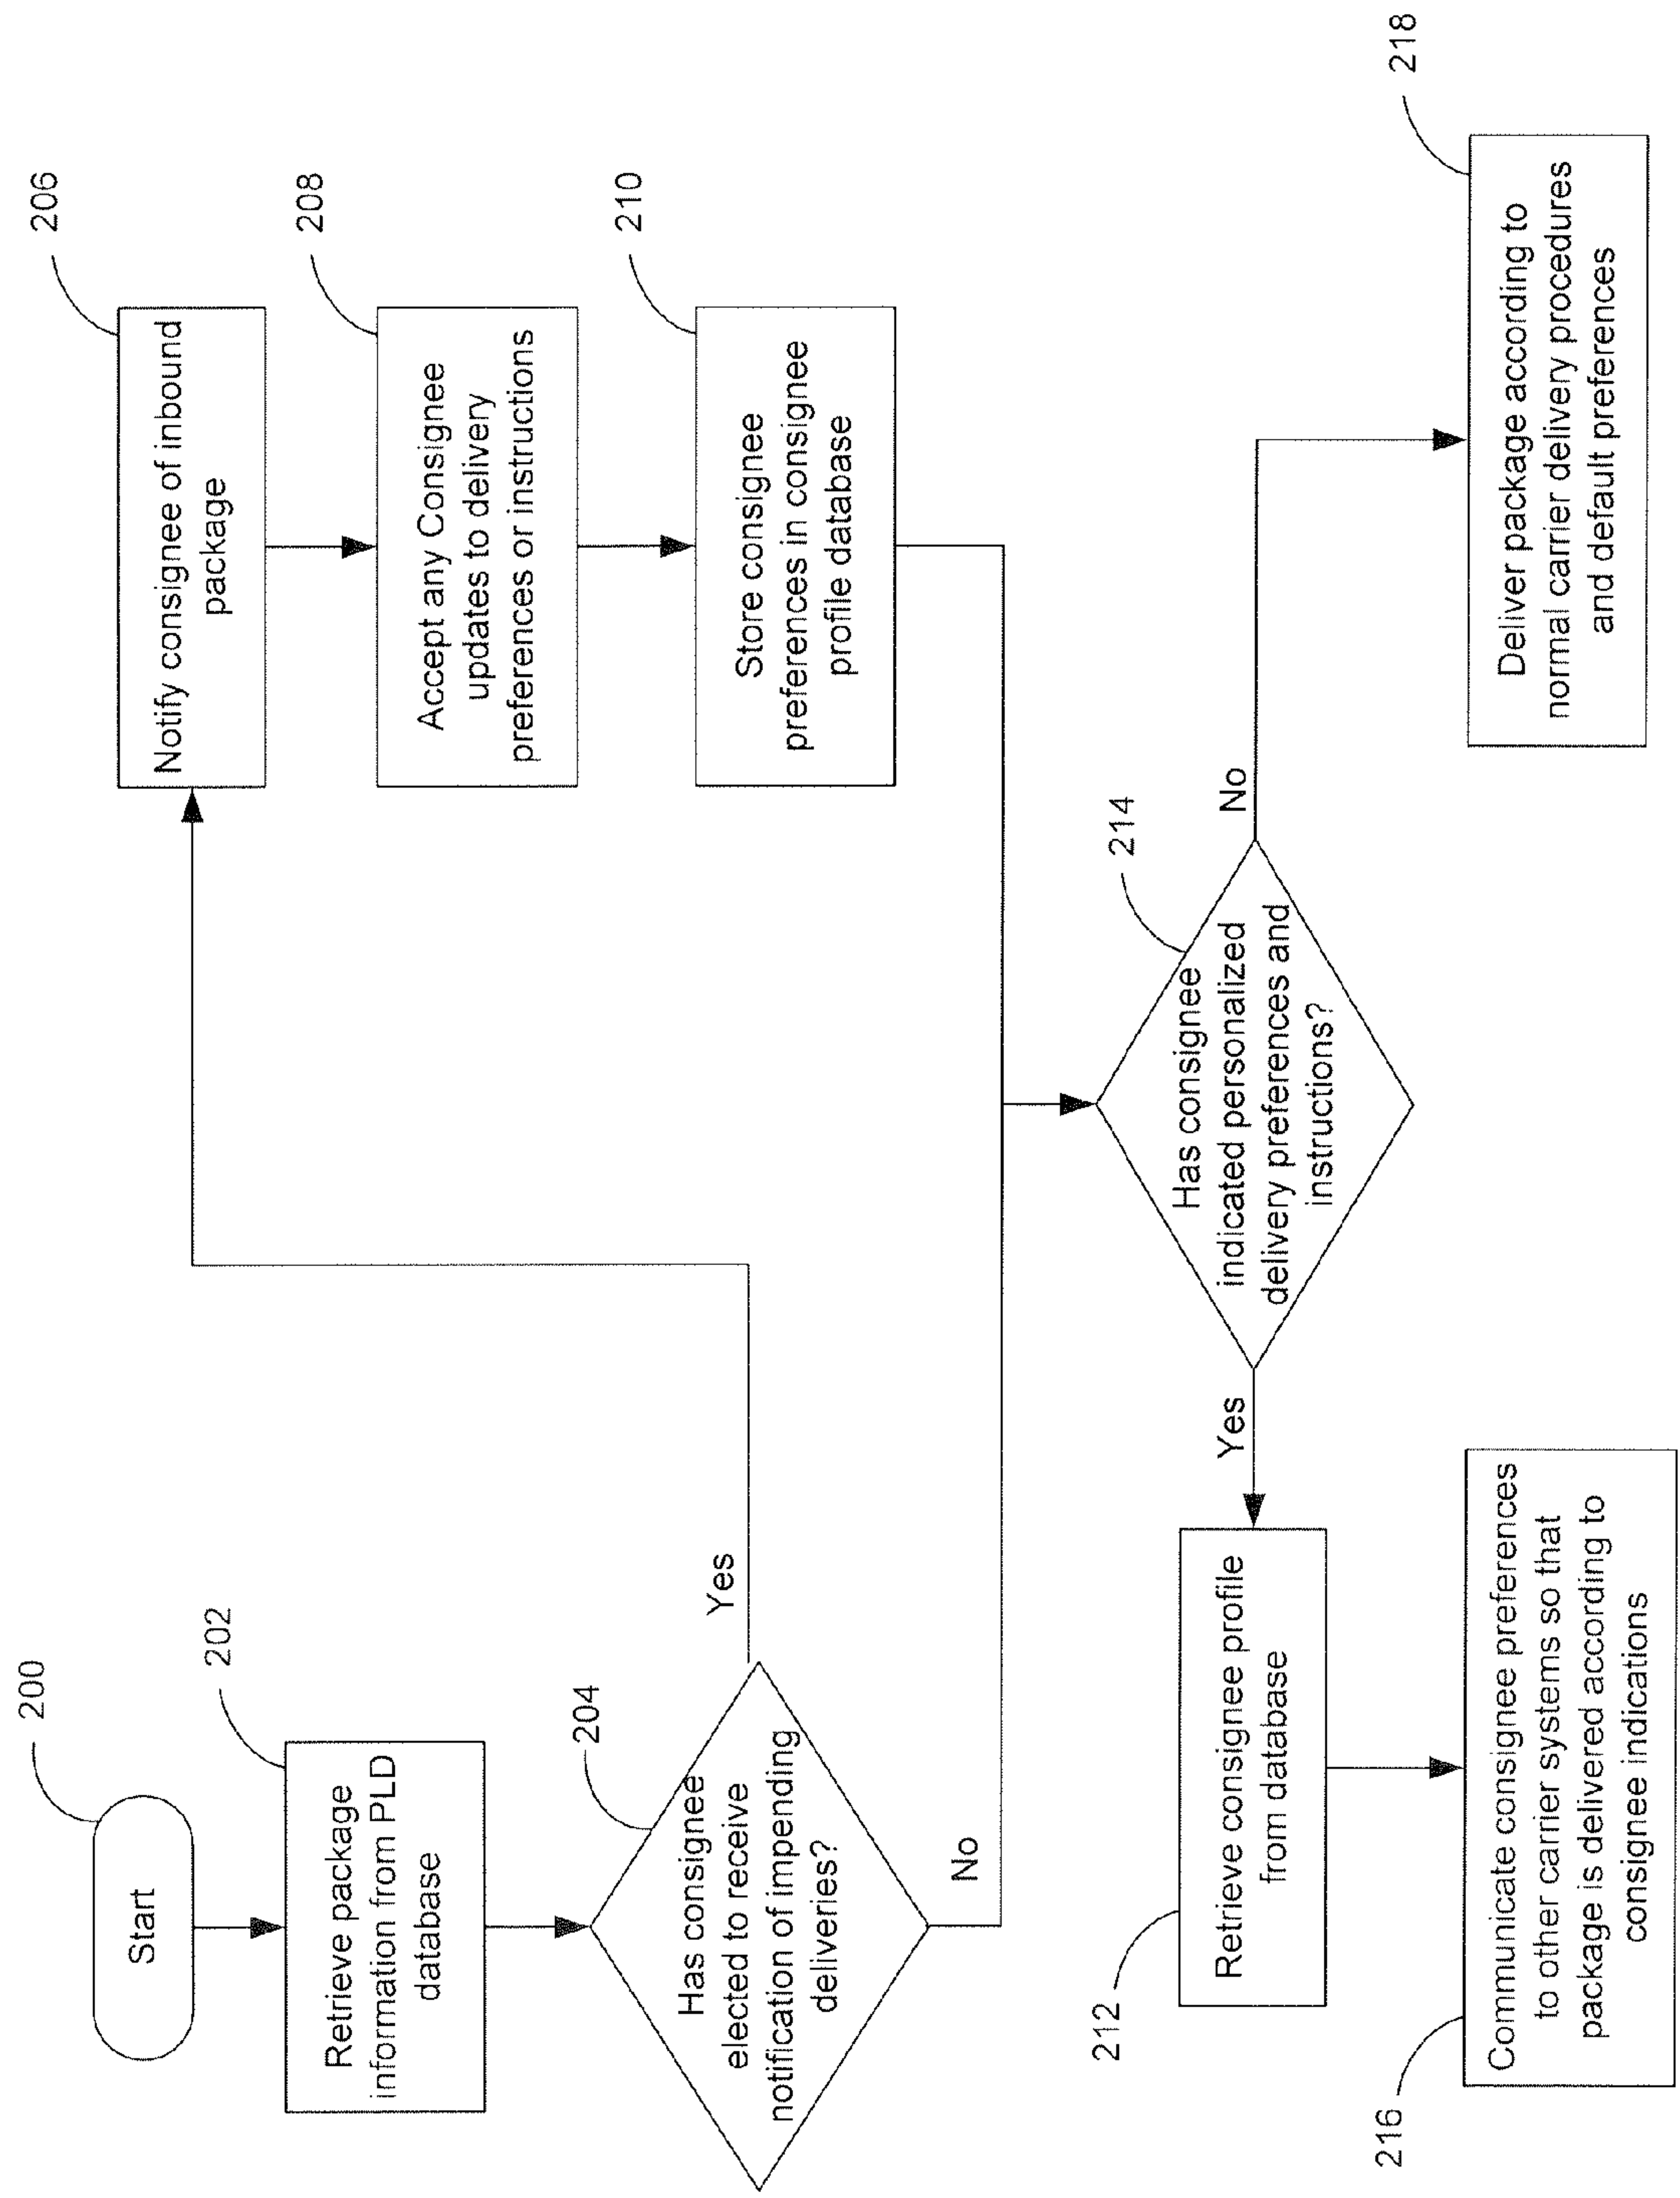 200
Start
202
Retrieve package
information from PLD
database
204
Has consignee
elected to receive
notification of impending
deliveries?
Yes
No
206
Notify consignee of inbound
package
208
Accept any Consignee
updates to delivery
preferences or instructions
210
Store consignee
preferences in consignee
profile database
214
Has consignee
indicated personalized
delivery preferences and
instructions?
Yes
No
212
Retrieve consignee profile
from database
216
Communicate consignee preferences
to other carrier systems so that
package is delivered according to
consignee indications
218
Deliver package according to
normal carrier delivery procedures
and default preferences